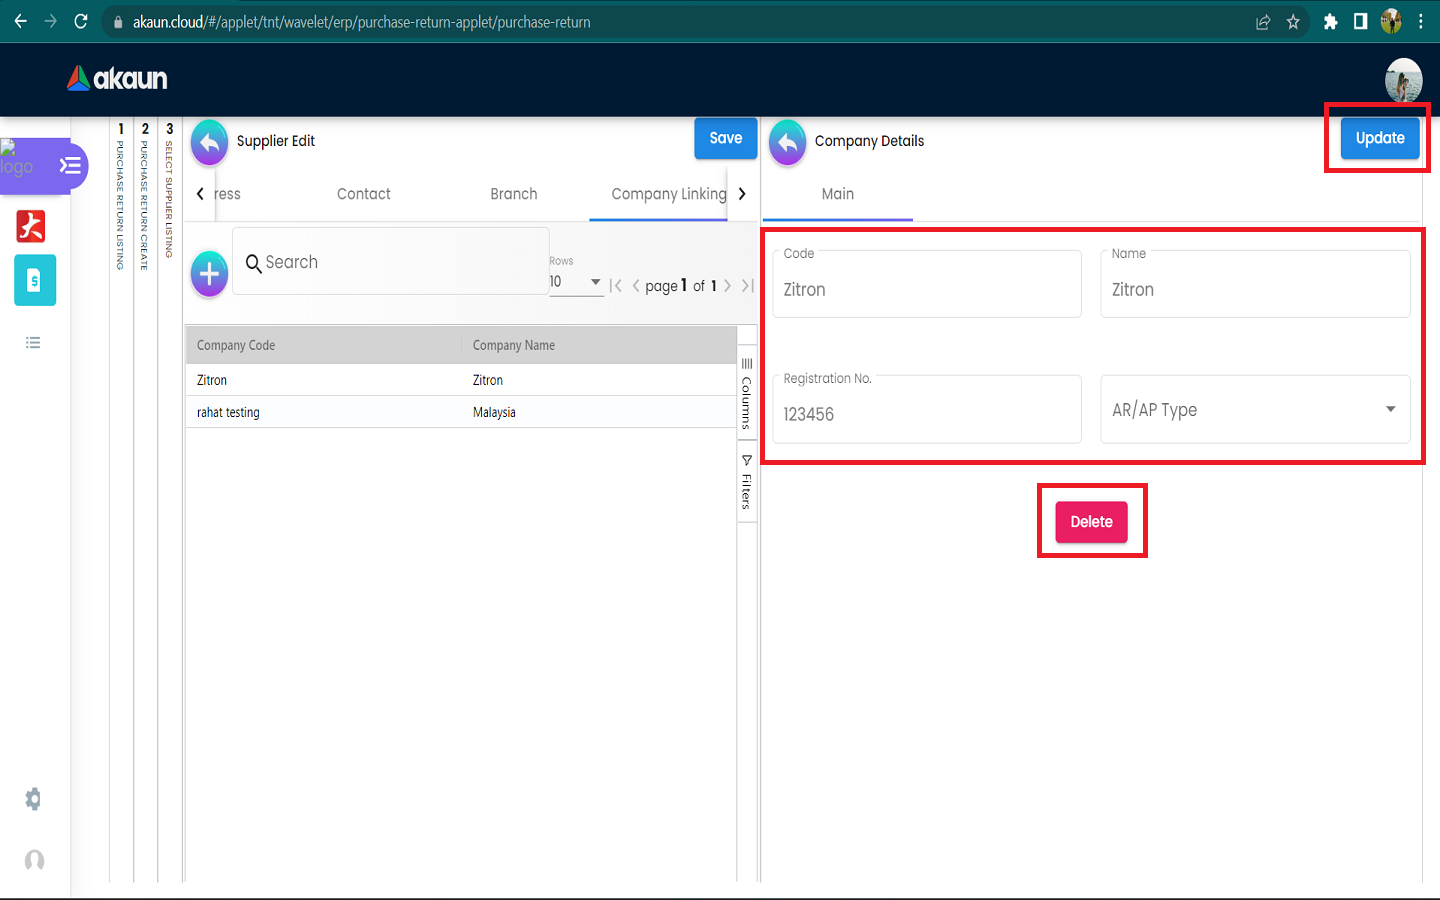 akaun.cloud/#/applet/tnt/wavelet/erp/purchase-return-applet/purchase-return
akaun
logo
1 PURCHASE RETURN LISTING
2 PURCHASE RETURN CREATE
3 SELECT SUPPLIER LISTING
Supplier Edit
Save
ress
Contact
Branch
Company Linking
Search
Rows
10
page 1 of 1
Company Code
Company Name
Zitron
Zitron
rahat testing
Malaysia
Columns
Filters
Company Details
Update
Main
Code
Zitron
Name
Zitron
Registration No.
123456
AR/AP Type
Delete